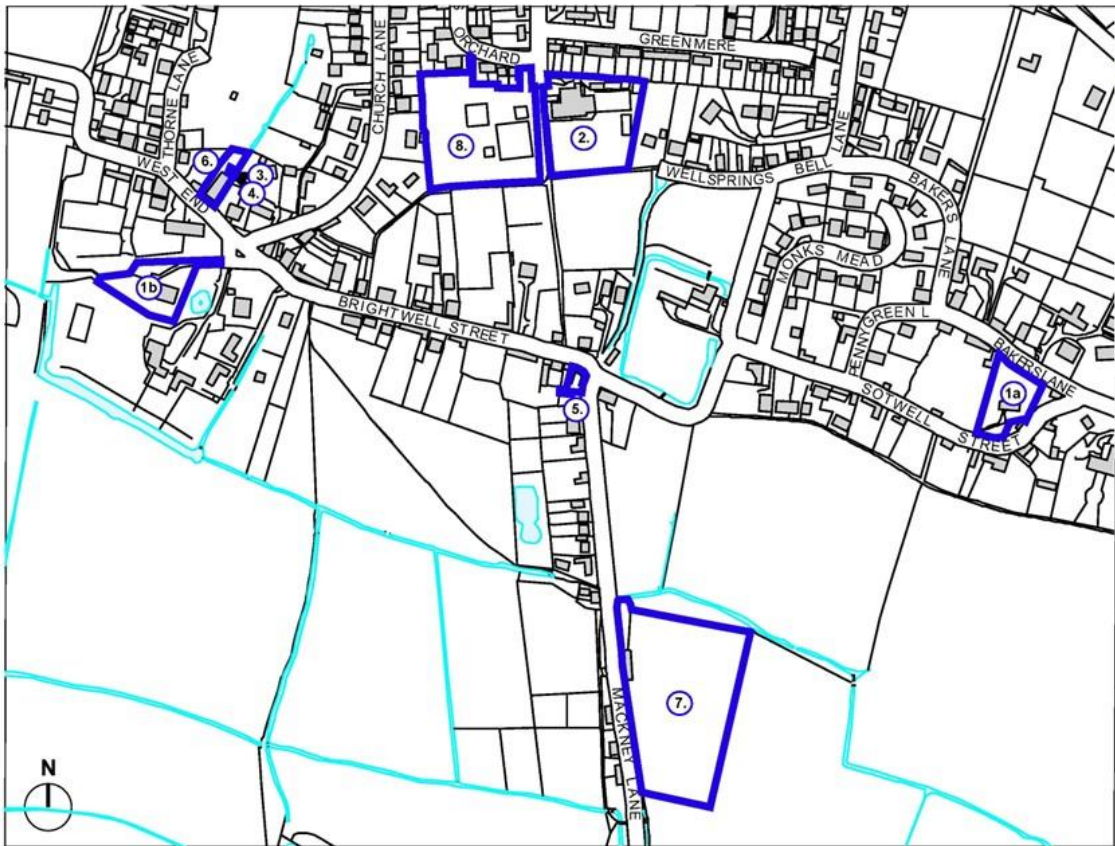 ORCHARD
GREENMERE
CHURCH LANE
THORNE LANE
8.
2.
6.
3.
4.
WEST END
WELLSPRINGS
BELL LANE
BAKERS LANE
MONKS MEAD
1b
BRIGHTWELL STREET
PENNYGREEN L
BAKERS LANE
1a
5.
SOTWELL STREET
7.
MACKNEY LANE
N